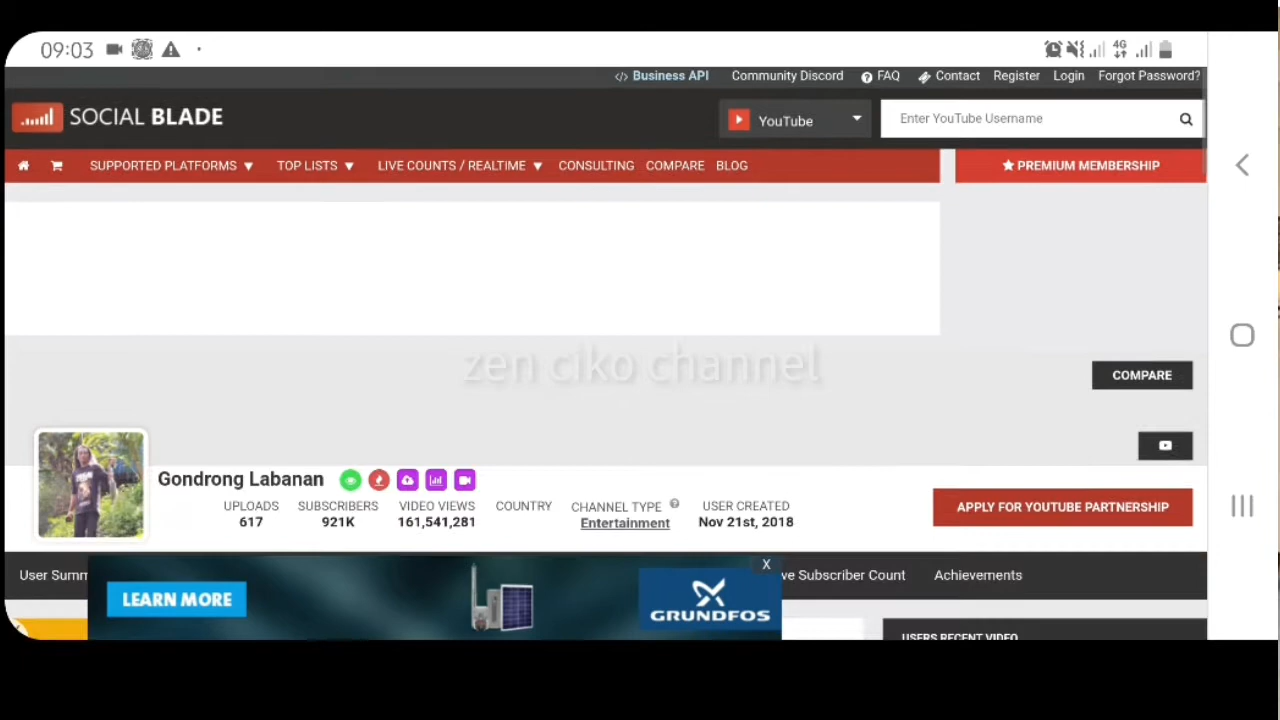 09:03
4G
</> Business API Community Discord FAQ Contact Register Login Forgot Password?
SOCIAL BLADE
YouTube
Enter YouTube Username
SUPPORTED PLATFORMS TOP LISTS LIVE COUNTS / REALTIME CONSULTING COMPARE BLOG
PREMIUM MEMBERSHIP
zen ciko channel
COMPARE
Gondrong Labanan
UPLOADS SUBSCRIBERS VIDEO VIEWS COUNTRY CHANNEL TYPE USER CREATED
617 921K 161,541,281 Entertainment Nov 21st, 2018
APPLY FOR YOUTUBE PARTNERSHIP
User Summ
ve Subscriber Count Achievements
X
LEARN MORE
GRUNDFOS
USERS RECENT VIDEO